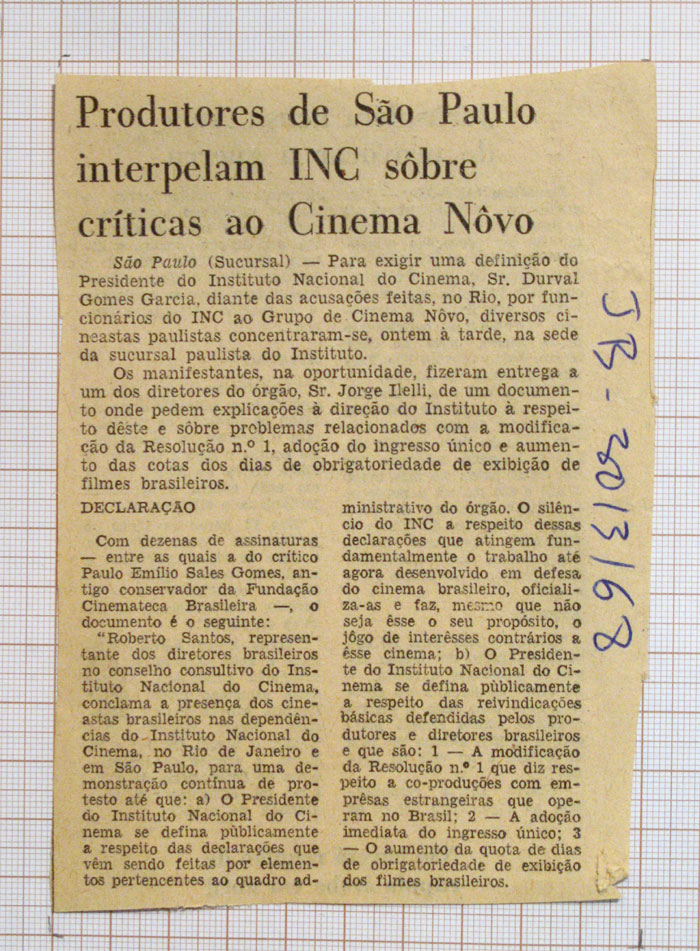 Produtores de São Paulo
interpelam INC sôbre
críticas ao Cinema Nôvo
São Paulo (Sucursal) — Para exigir uma definição do
Presidente do Instituto Nacional do Cinema, Sr. Durval
Gomes Garcia, diante das acusações feitas, no Rio, por fun-
cionários do INC ao Grupo de Cinema Nôvo, diversos ci-
neastas paulistas concentraram-se, ontem à tarde, na sede
da sucursal paulista do Instituto.
Os manifestantes, na oportunidade, fizeram entrega a
um dos diretores do órgão, Sr. Jorge Ilelli, de um documen-
to onde pedem explicações à direção do Instituto à respei-
to dêste e sôbre problemas relacionados com a modifica-
ção da Resolução n.º 1, adoção do ingresso único e aumen-
to das cotas dos dias de obrigatoriedade de exibição de
filmes brasileiros.
DECLARAÇÃO
Com dezenas de assinaturas
— entre as quais a do crítico
Paulo Emílio Sales Gomes, an-
tigo conservador da Fundação
Cinemateca Brasileira —, o
documento é o seguinte:
"Roberto Santos, represen-
tante dos diretores brasileiros
no conselho consultivo do Ins-
tituto Nacional do Cinema,
conclama a presença dos cine-
astas brasileiros nas dependên-
cias do Instituto Nacional do
Cinema, no Rio de Janeiro e
em São Paulo, para uma de-
monstração contínua de pro-
testo até que: a) O Presidente
do Instituto Nacional do Ci-
nema se defina pùblicamente
a respeito das declarações que
vêm sendo feitas por elemen-
tos pertencentes ao quadro ad-
ministrativo do órgão. O silên-
cio do INC a respeito dessas
declarações que atingem fun-
damentalmente o trabalho até
agora desenvolvido em defesa
do cinema brasileiro, oficiali-
za-as e faz, mesmo que não
seja êsse o seu propósito, o
jôgo de interêsses contrários a
êsse cinema; b) O Presiden-
te do Instituto Nacional do Ci-
nema se defina pùblicamente
a respeito das reivindicações
básicas defendidas pelos pro-
dutores e diretores brasileiros
e que são: 1 — A modificação
da Resolução n.º 1 que diz res-
peito a co-produções com em-
prêsas estrangeiras que ope-
ram no Brasil; 2 — A adoção
imediata do ingresso único; 3
— O aumento da quota de dias
de obrigatoriedade de exibição
dos filmes brasileiros.
JB - 20/3/68